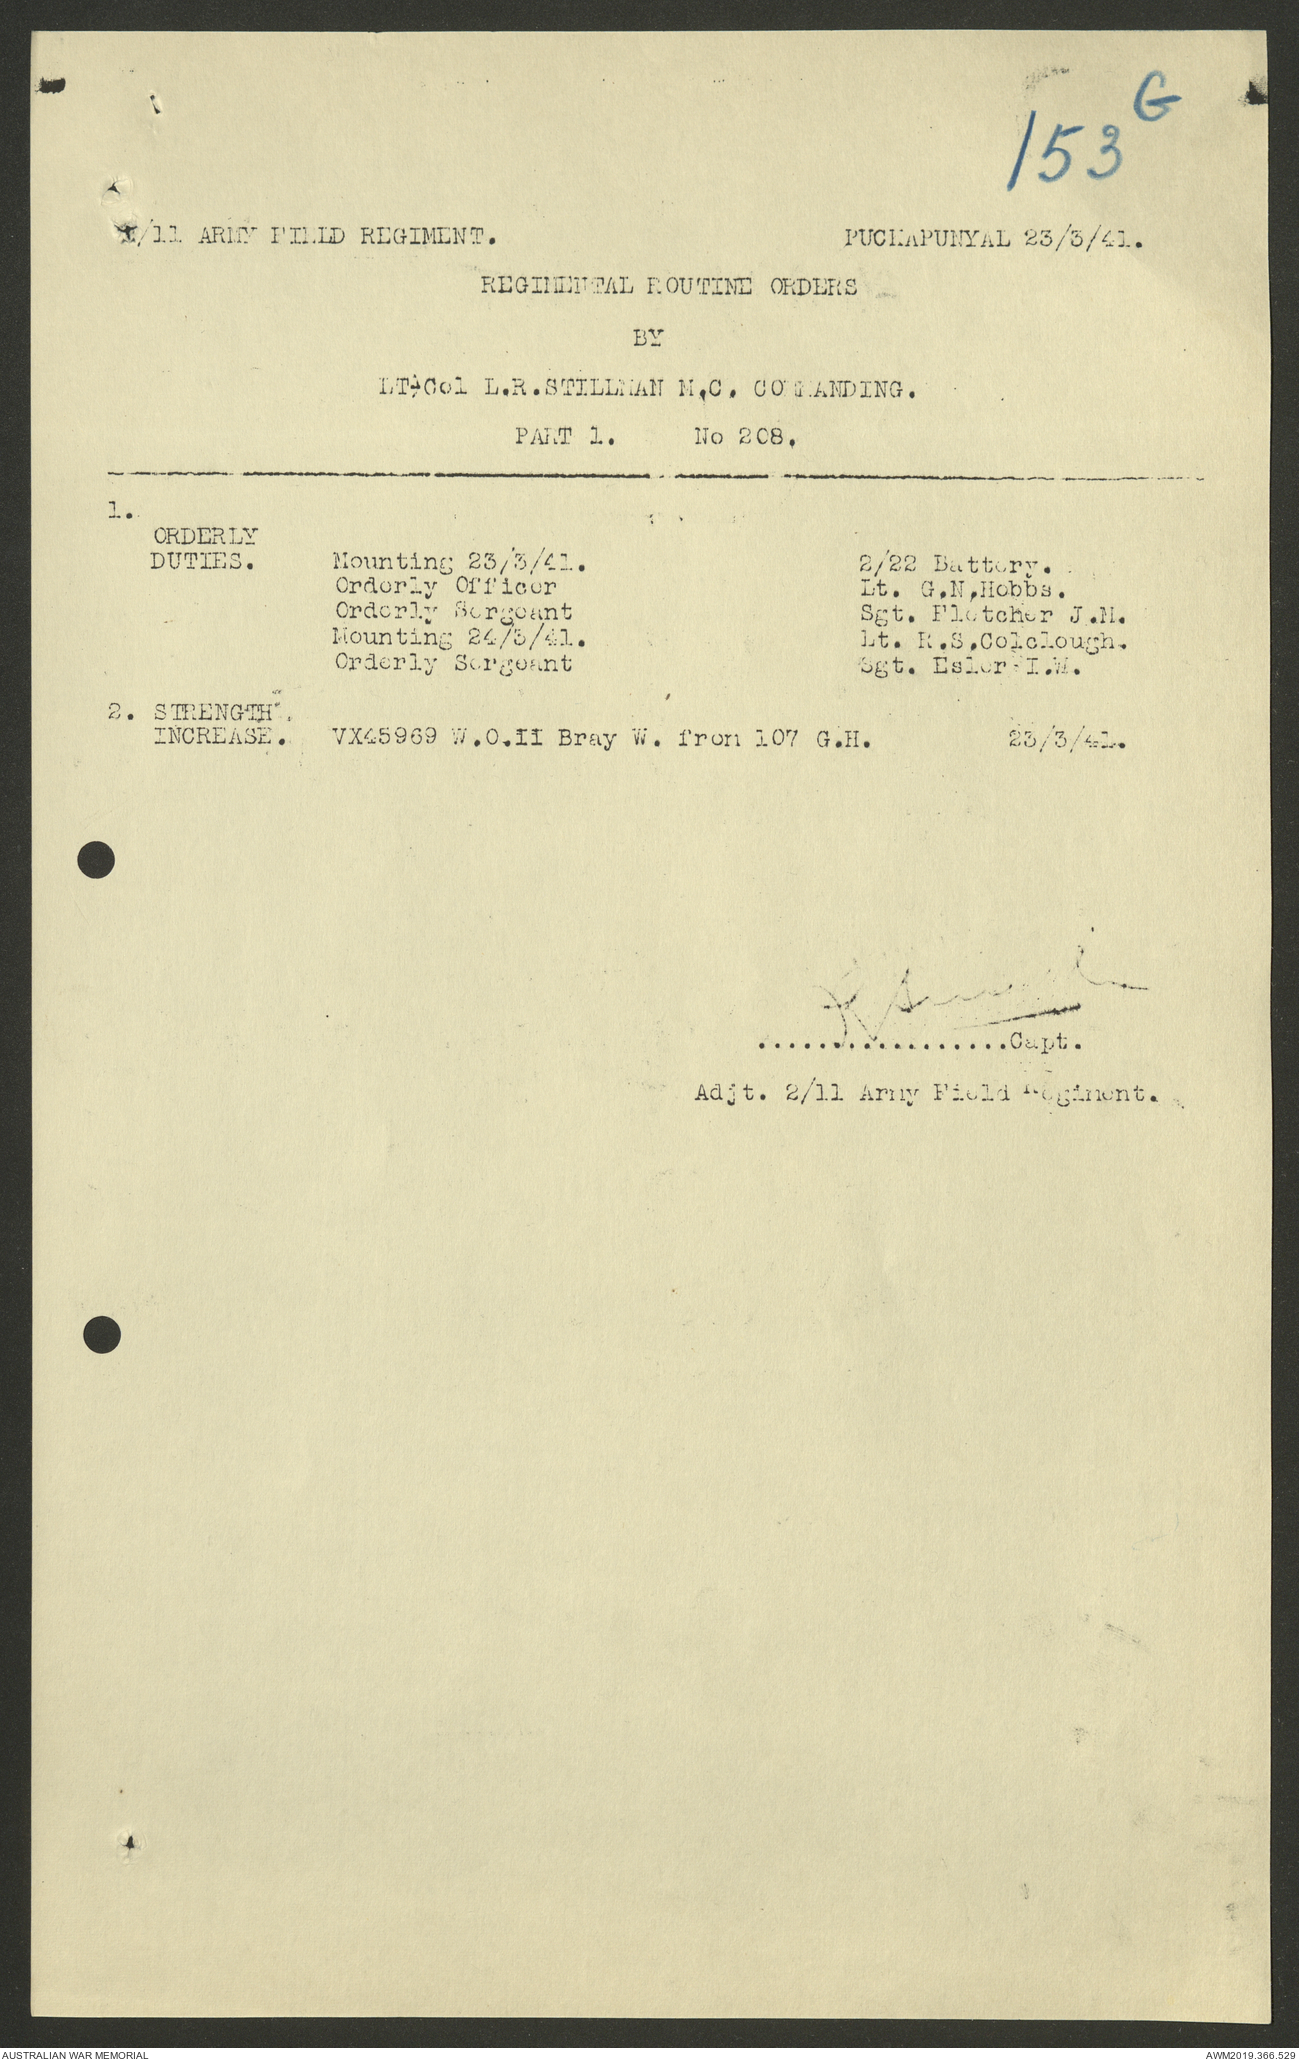 153 G
2/11 ARMY FIELD REGIMENT. PUCKAPUNYAL 23/3/41.
REGIMENTAL ROUTINE ORDERS
BY
LT-Col L.R.STILLMAN M.C. COMMANDING.
PART 1. No 208.
1.
ORDERLY
DUTIES. Mounting 23/3/41. 2/22 Battery.
Orderly Officer Lt. G.N.Hobbs.
Orderly Sergeant Sgt. Fletcher J.M.
Mounting 24/3/41. Lt. R.S.Colclough.
Orderly Sergeant Sgt. Esler I.W.
2. STRENGTH
INCREASE. VX45969 W.O.II Bray W. from 107 G.H. 23/3/41.
..................Capt.
Adjt. 2/11 Army Field Regiment.
AUSTRALIAN WAR MEMORIAL AWM2019.366.529